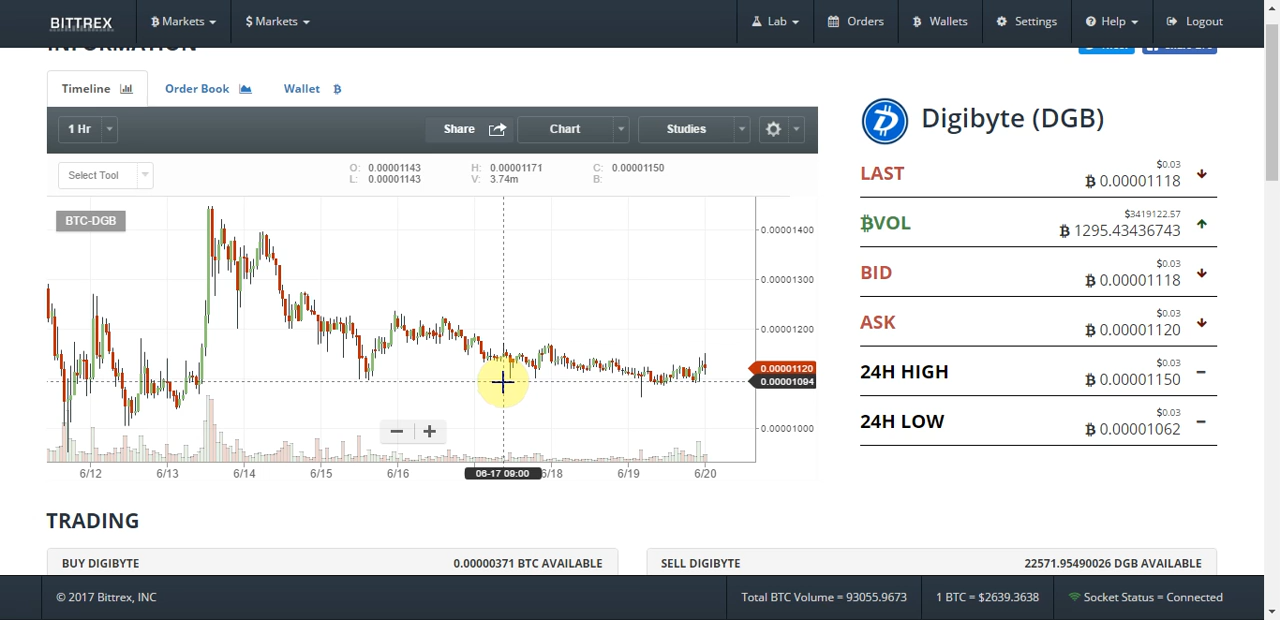 BITTREX
฿ Markets
$ Markets
Lab
Orders
฿ Wallets
Settings
Help
Logout
INFORMATION
Timeline
Order Book
Wallet ฿
1 Hr
Share
Chart
Studies
Select Tool
O: 0.00001143
H: 0.00001171
C: 0.00001150
L: 0.00001143
V: 3.74m
B:
BTC-DGB
0.00001400
0.00001300
0.00001200
0.00001120
0.00001094
0.00001000
6/12
6/13
6/14
6/15
6/16
06-17 09:00
6/18
6/19
6/20
Digibyte (DGB)
LAST
$0.03
฿ 0.00001118
฿VOL
$3419122.57
฿ 1295.43436743
BID
$0.03
฿ 0.00001118
ASK
$0.03
฿ 0.00001120
24H HIGH
$0.03
฿ 0.00001150
24H LOW
$0.03
฿ 0.00001062
TRADING
BUY DIGIBYTE
0.00000371 BTC AVAILABLE
SELL DIGIBYTE
22571.95490026 DGB AVAILABLE
© 2017 Bittrex, INC
Total BTC Volume = 93055.9673
1 BTC = $2639.3638
Socket Status = Connected